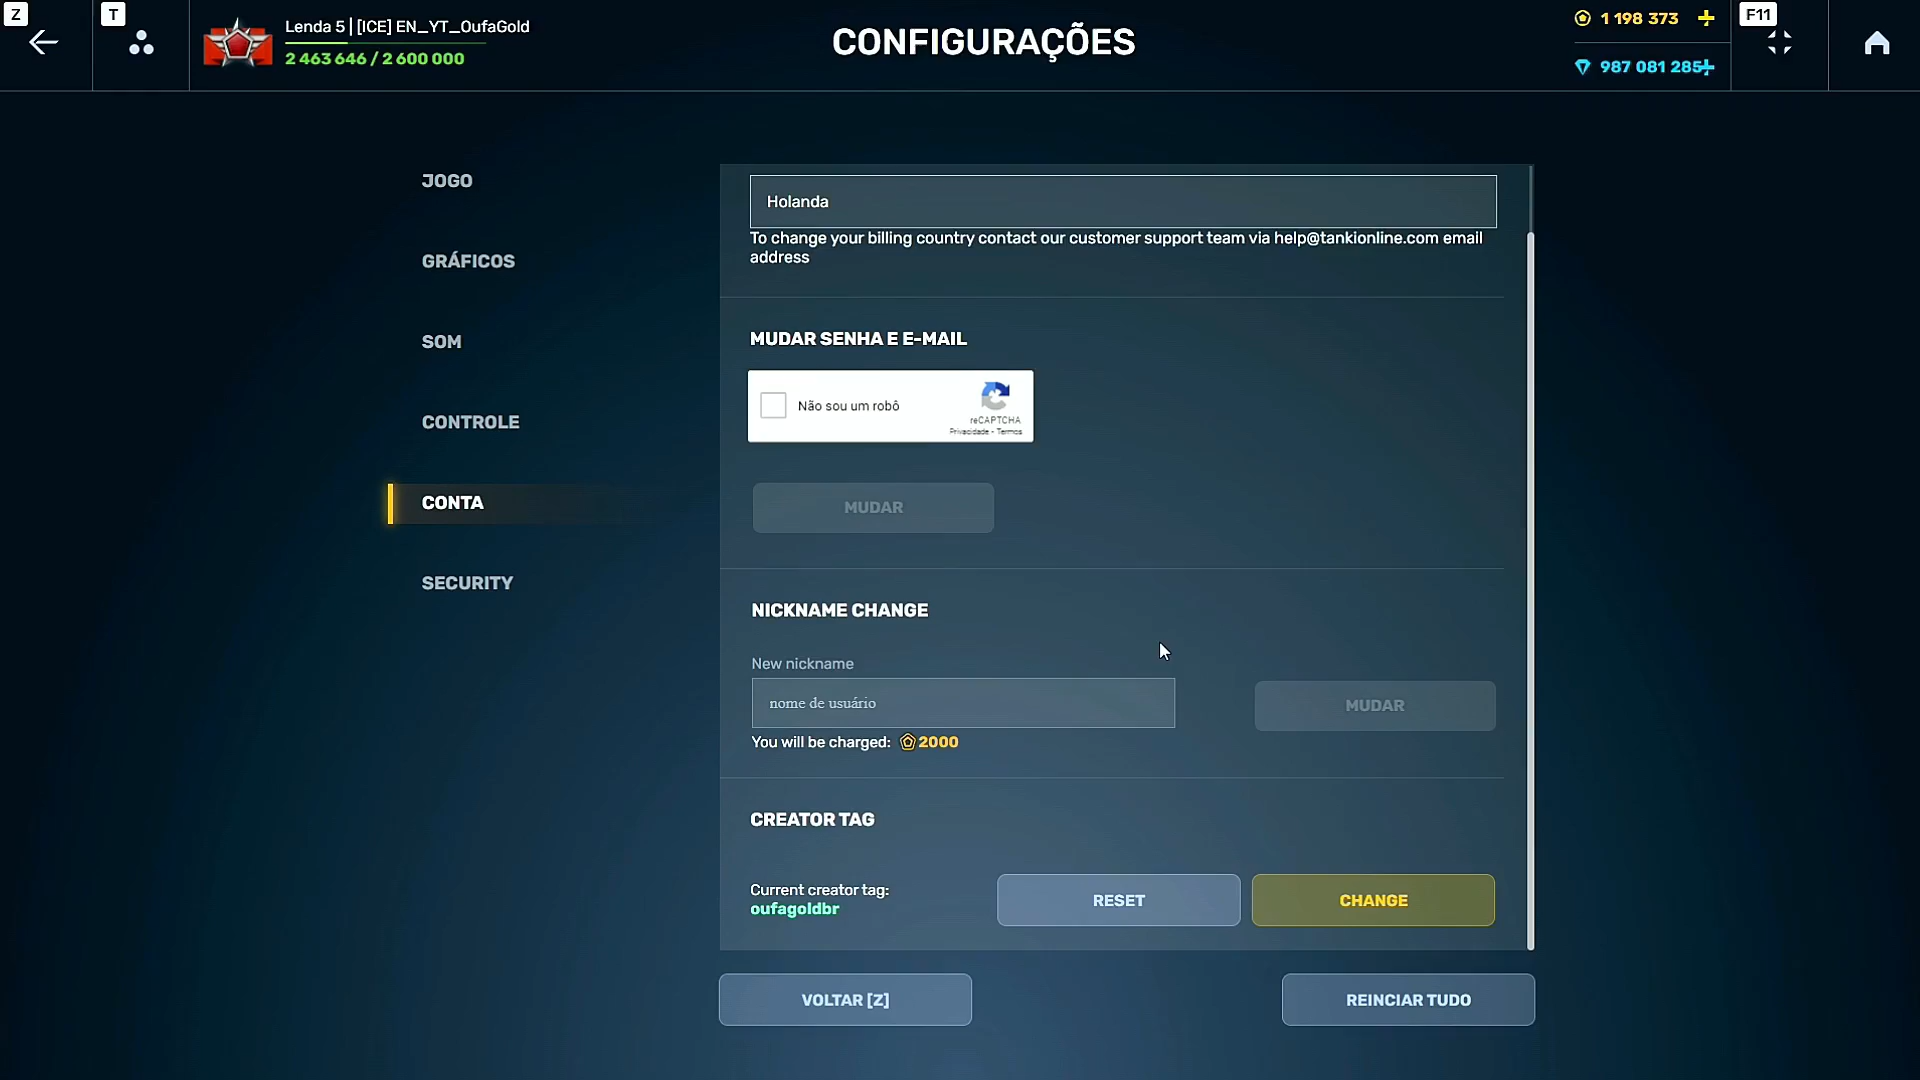 Z
T
Lenda 5 | [ICE] EN_YT_OufaGold
2 463 646 / 2 600 000
CONFIGURAÇÕES
1 198 373
987 081 285
F11
JOGO
GRÁFICOS
SOM
CONTROLE
CONTA
SECURITY
Holanda
To change your billing country contact our customer support team via help@tankionline.com email
address
MUDAR SENHA E E-MAIL
Não sou um robô
reCAPTCHA
Privacidade - Termos
MUDAR
NICKNAME CHANGE
New nickname
nome de usuário
MUDAR
You will be charged: 2000
CREATOR TAG
Current creator tag:
oufagoldbr
RESET
CHANGE
VOLTAR [Z]
REINCIAR TUDO